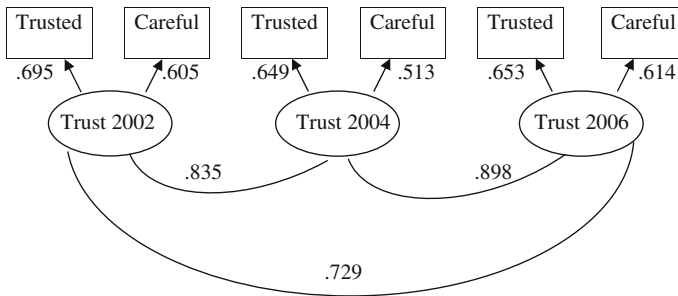 Trusted Careful Trusted Careful Trusted Careful
.695 .605 .649 .513 .653 .614
Trust 2002 Trust 2004 Trust 2006
.835 .898
.729